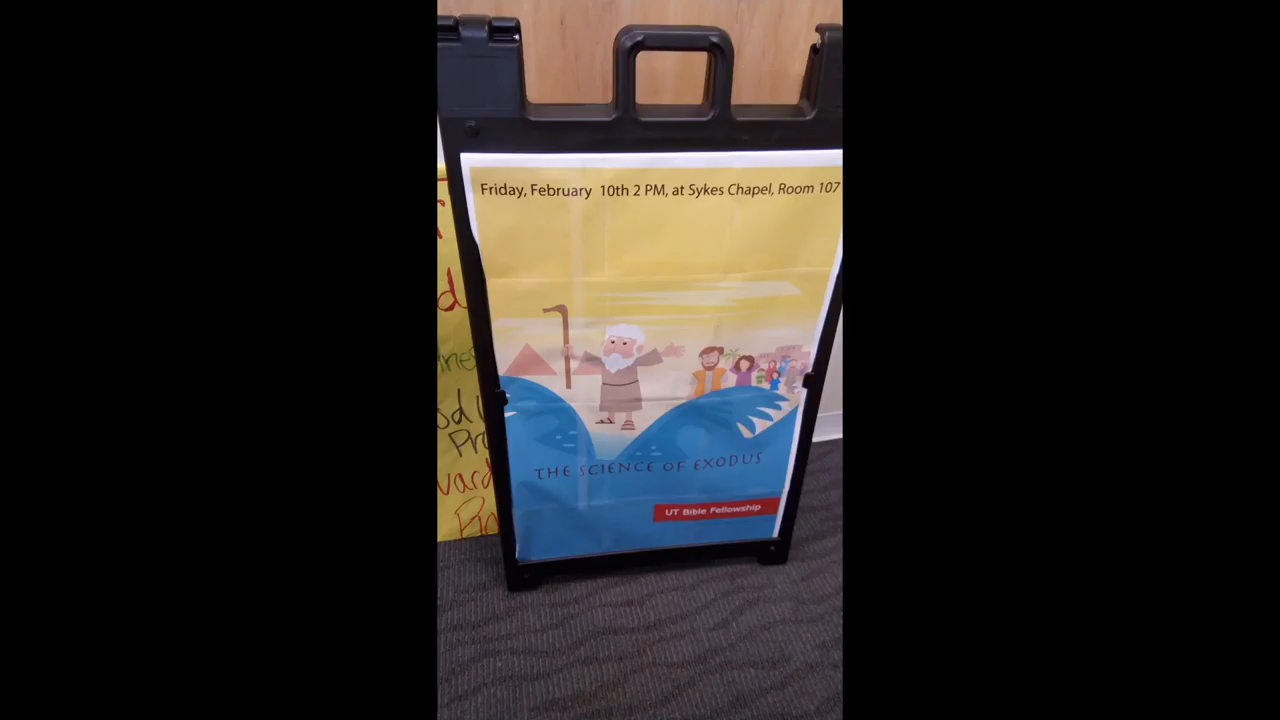 Friday, February 10th 2 PM, at Sykes Chapel, Room 107
THE SCIENCE OF EXODUS
UT Bible Fellowship
d